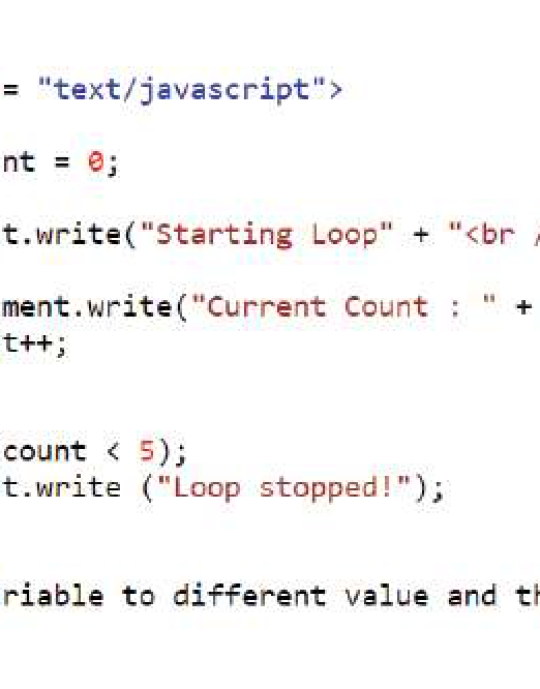 = "text/javascript">
nt = 0;
t.write("Starting Loop" + "<br /
ment.write("Current Count : " +
t++;
count < 5);
t.write ("Loop stopped!");
riable to different value and th